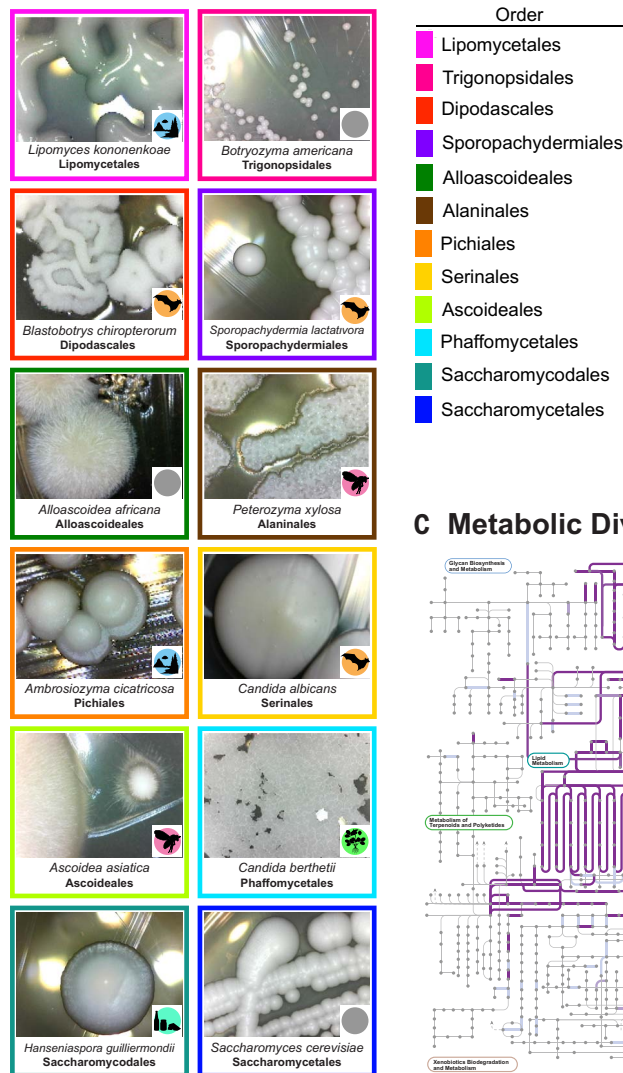 Lipomyces kononenkoae
Lipomycetales
Botryozyma americana
Trigonopsidales
Blastobotrys chiropterorum
Dipodascales
Sporopachydermia lactativora
Sporopachydermiales
Alloascoidea africana
Alloascoideales
Peterozyma xylosa
Alaninales
Ambrosiozyma cicatricosa
Pichiales
Candida albicans
Serinales
Ascoidea asiatica
Ascoideales
Candida berthetii
Phaffomycetales
Hanseniaspora guilliermondii
Saccharomycodales
Saccharomyces cerevisiae
Saccharomycetales
Order
Lipomycetales
Trigonopsidales
Dipodascales
Sporopachydermiales
Alloascoideales
Alaninales
Pichiales
Serinales
Ascoideales
Phaffomycetales
Saccharomycodales
Saccharomycetales
C Metabolic Div
Glycan Biosynthesis
and Metabolism
Lipid
Metabolism
Metabolism of
Terpenoids and Polyketides
Xenobiotics Biodegradation
and Metabolism